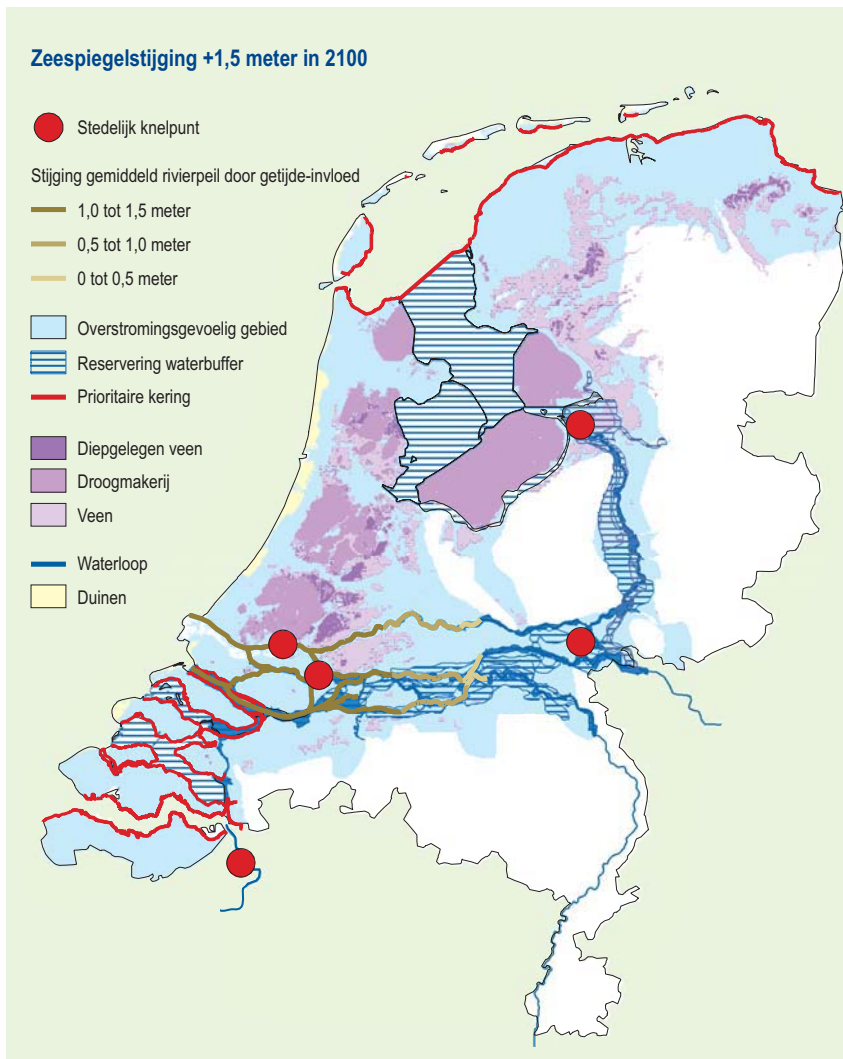 Zeespiegelstijging +1,5 meter in 2100
Stedelijk knelpunt
Stijging gemiddeld rivierpeil door getijde-invloed
1,0 tot 1,5 meter
0,5 tot 1,0 meter
0 tot 0,5 meter
Overstromingsgevoelig gebied
Reservering waterbuffer
Prioritaire kering
Diepgelegen veen
Droogmakerij
Veen
Waterloop
Duinen